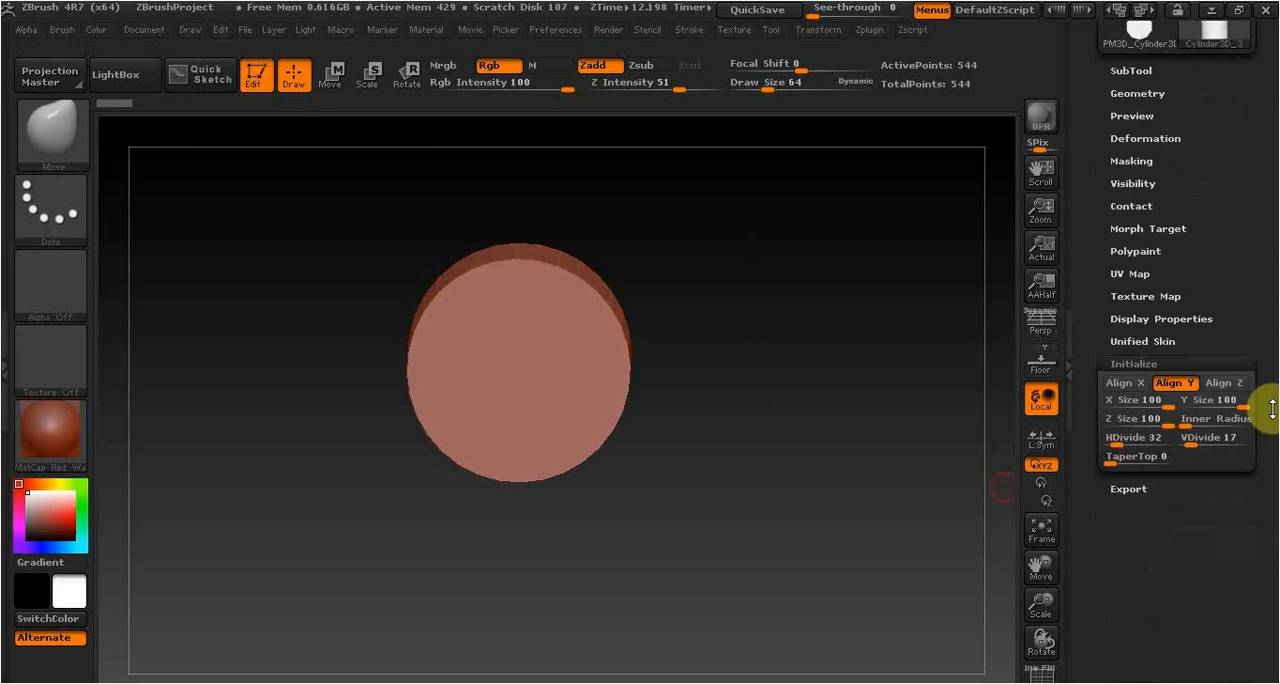 ZBrush 4R7 (x64) ZBrushProject • Free Mem 0.616GB • Active Mem 429 • Scratch Disk 107 • ZTime▸12.198 Timer▸ QuickSave See-through 0 Menus DefaultZScript
Alpha Brush Color Document Draw Edit File Layer Light Macro Marker Material Movie Picker Preferences Render Stencil Stroke Texture Tool Transform Zplugin Zscript
PM3D_Cylinder3D Cylinder3D_3
Projection Master
LightBox
Quick Sketch
Edit
Draw
Move
Scale
Rotate
Mrgb Rgb M
Rgb Intensity 100
Zadd Zsub Zcut
Z Intensity 51
Focal Shift 0
Draw Size 64 Dynamic
ActivePoints: 544
TotalPoints: 544
Move
Dots
Alpha Off
Texture Off
MatCap Red Wa
Gradient
SwitchColor
Alternate
BPR
SPix
Scroll
Zoom
Actual
AAHalf
Dynamic
Persp
Floor
Local
L.Sym
XYZ
Y
Z
Frame
Move
Scale
Rotate
SubTool
Geometry
Preview
Deformation
Masking
Visibility
Contact
Morph Target
Polypaint
UV Map
Texture Map
Display Properties
Unified Skin
Initialize
Align X Align Y Align Z
X Size 100 Y Size 100
Z Size 100 Inner Radius
HDivide 32 VDivide 17
TaperTop 0
Export